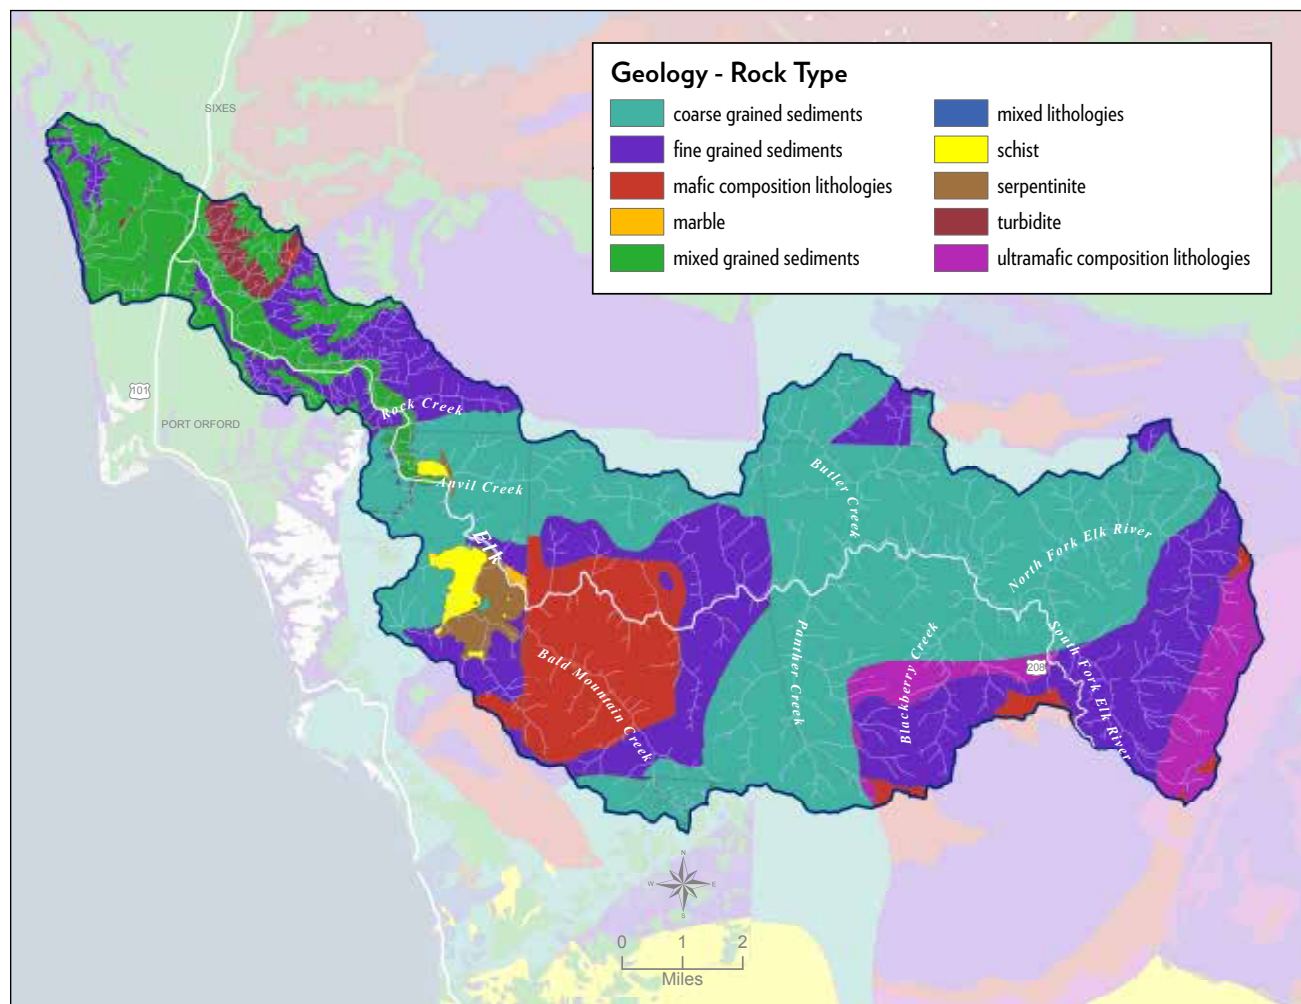 Geology - Rock Type
coarse grained sediments
fine grained sediments
mafic composition lithologies
marble
mixed grained sediments
mixed lithologies
schist
serpentinite
turbidite
ultramafic composition lithologies
SIXES
101
PORT ORFORD
Rock Creek
Anvil Creek
Elk
Butler Creek
North Fork Elk River
Bald Mountain Creek
Panther Creek
Blackberry Creek
208
South Fork Elk River
N
W E
S
0 1 2
Miles